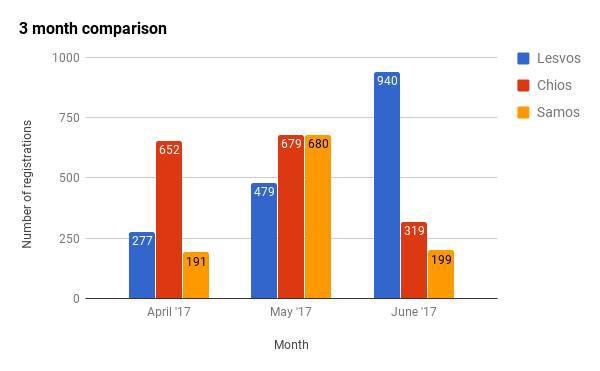 3 month comparison
1000
750
500
250
0
Number of registrations
277
652
191
479
679
680
940
319
199
April '17
May '17
June '17
Month
Lesvos
Chios
Samos